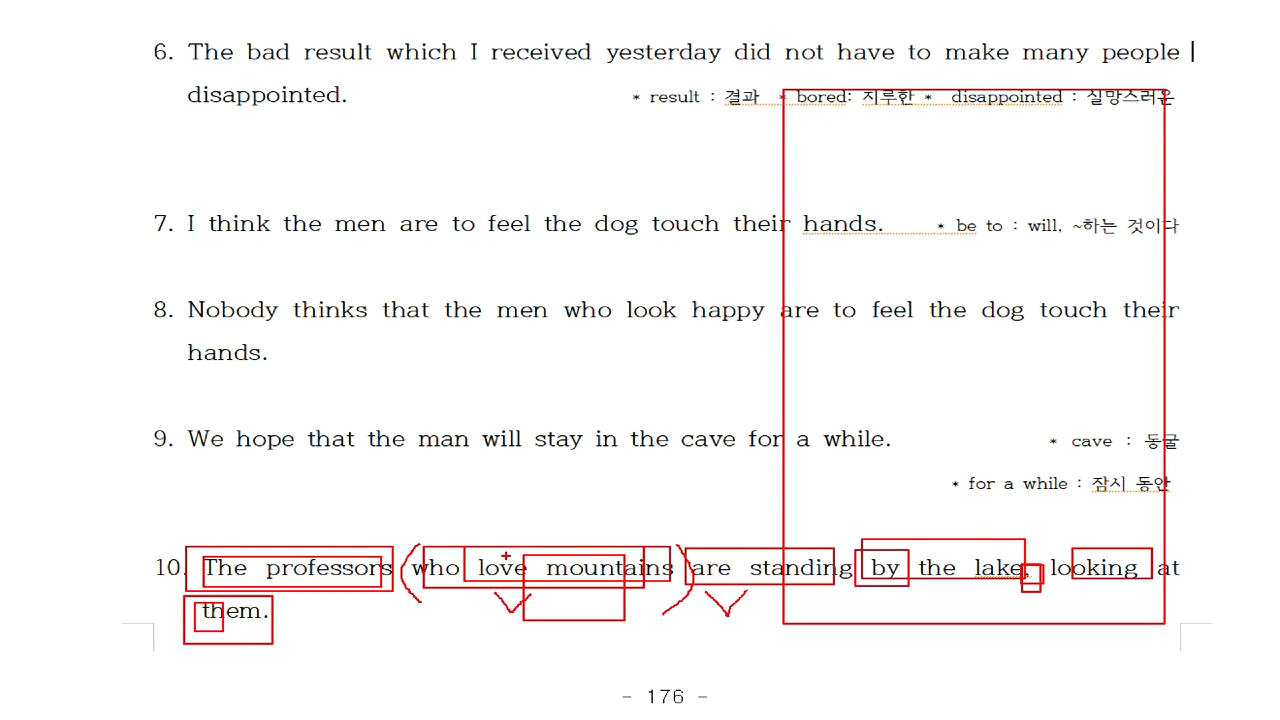 6. The bad result which I received yesterday did not have to make many people
disappointed. * result : 결과 * bored: 지루한 * disappointed : 실망스러운
7. I think the men are to feel the dog touch their hands. * be to : will, ~하는 것이다
8. Nobody thinks that the men who look happy are to feel the dog touch their
hands.
9. We hope that the man will stay in the cave for a while. * cave : 동굴
* for a while : 잠시 동안
10. The professors who love mountains are standing by the lake, looking at
them.
- 176 -